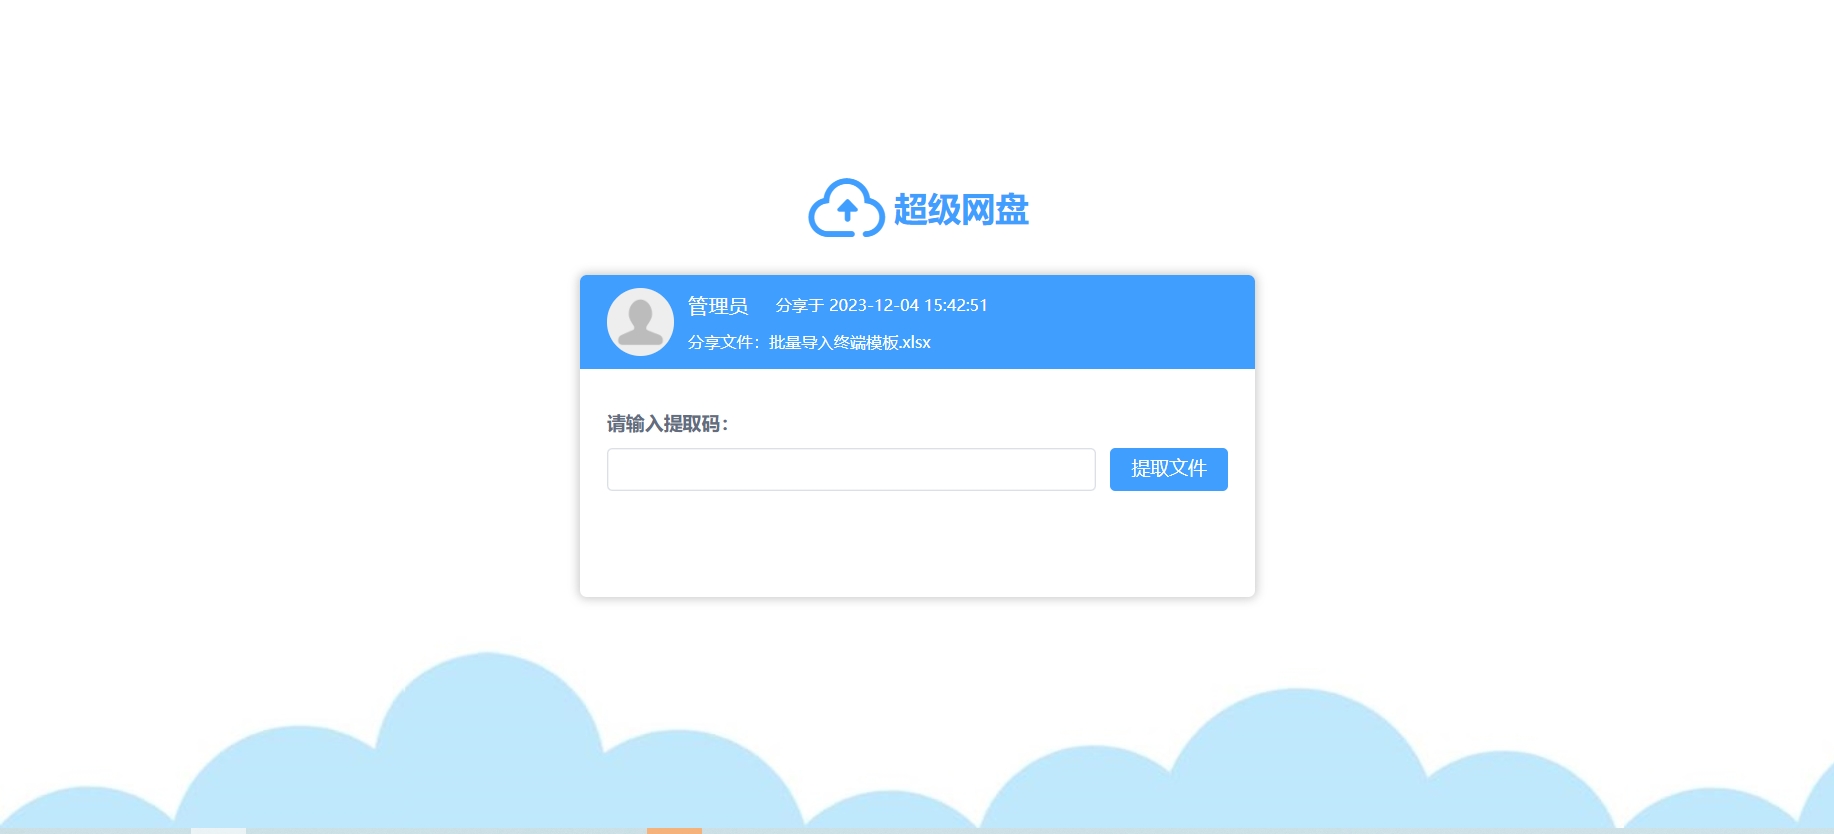 超级网盘
管理员 分享于 2023-12-04 15:42:51
分享文件：批量导入终端模板.xlsx
请输入提取码：
提取文件